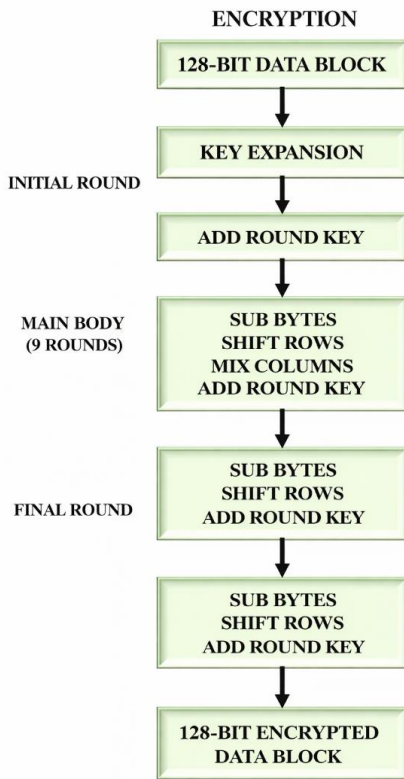 ENCRYPTION
128-BIT DATA BLOCK
KEY EXPANSION
INITIAL ROUND
ADD ROUND KEY
MAIN BODY
(9 ROUNDS)
SUB BYTES
SHIFT ROWS
MIX COLUMNS
ADD ROUND KEY
SUB BYTES
SHIFT ROWS
ADD ROUND KEY
FINAL ROUND
SUB BYTES
SHIFT ROWS
ADD ROUND KEY
128-BIT ENCRYPTED
DATA BLOCK